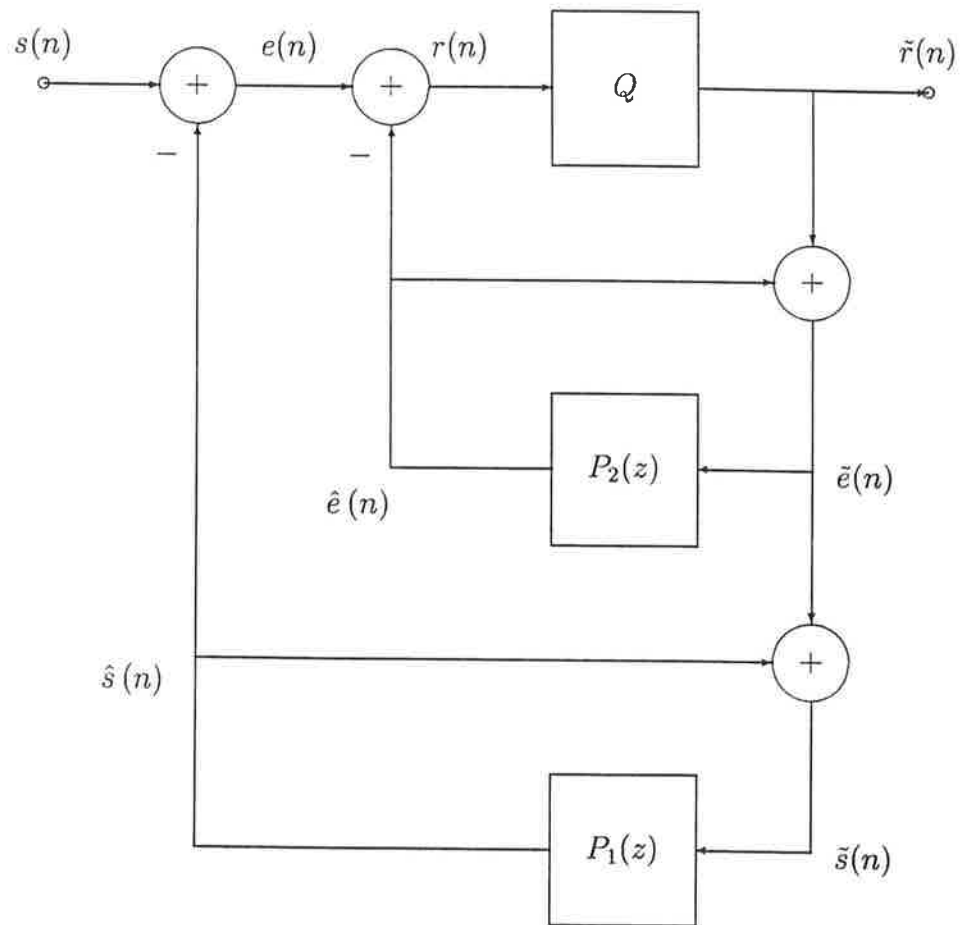 s(n) + e(n) + r(n) Q r̃(n)
− −
+
P₂(z) ẽ(n)
ê(n)
+
ŝ(n)
P₁(z) s̃(n)